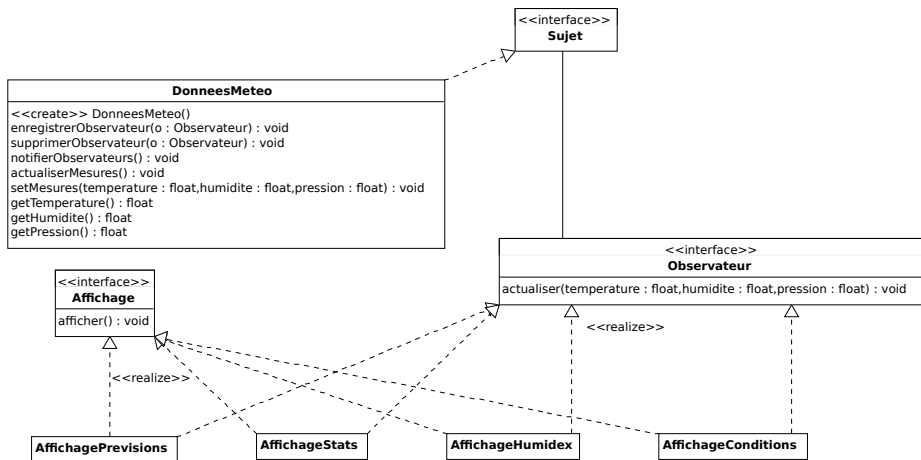 <<interface>>
Sujet
DonneesMeteo
<<create>> DonneesMeteo()
enregistrerObservateur(o : Observateur) : void
supprimerObservateur(o : Observateur) : void
notifierObservateurs() : void
actualiserMesures() : void
setMesures(temperature : float,humidite : float,pression : float) : void
getTemperature() : float
getHumidite() : float
getPression() : float
<<interface>>
Observateur
actualiser(temperature : float,humidite : float,pression : float) : void
<<interface>>
Affichage
afficher() : void
<<realize>>
<<realize>>
AffichagePrevisions
AffichageStats
AffichageHumidex
AffichageConditions